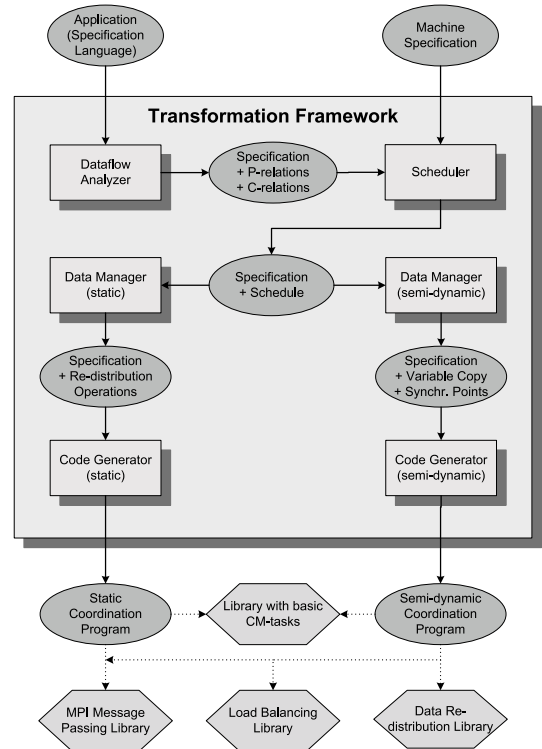 Application
(Specification
Language)
Machine
Specification
Transformation Framework
Dataflow
Analyzer
Specification
+ P-relations
+ C-relations
Scheduler
Data Manager
(static)
Specification
+ Schedule
Data Manager
(semi-dynamic)
Specification
+ Re-distribution
Operations
Specification
+ Variable Copy
+ Synchr. Points
Code Generator
(static)
Code Generator
(semi-dynamic)
Static
Coordination
Program
Library with basic
CM-tasks
Semi-dynamic
Coordination
Program
MPI Message
Passing Library
Load Balancing
Library
Data Re-
distribution Library